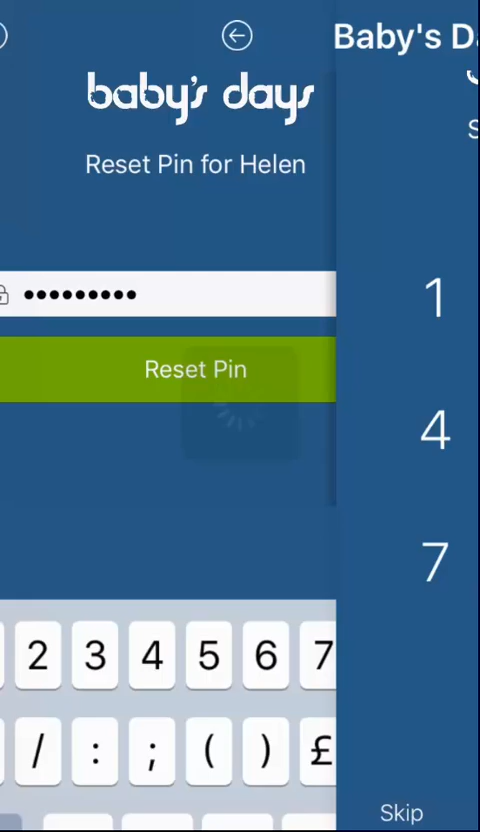 Baby's Da
baby's days
Reset Pin for Helen
•••••••••
Reset Pin
1
4
7
2 3 4 5 6 7
/ : ; ( ) £
Skip